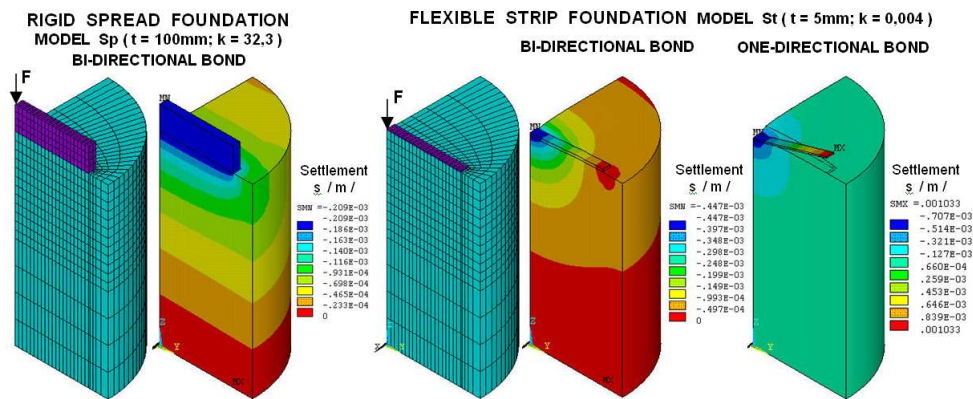 RIGID SPREAD FOUNDATION
MODEL Sp ( t = 100mm; k = 32,3 )
BI-DIRECTIONAL BOND
F
MN
Settlement
s / m /
SMN =-.209E-03
-.209E-03
-.186E-03
-.163E-03
-.140E-03
-.116E-03
-.931E-04
-.698E-04
-.465E-04
-.233E-04
0
Z
Y
MX
FLEXIBLE STRIP FOUNDATION MODEL St ( t = 5mm; k = 0,004 )
BI-DIRECTIONAL BOND
ONE-DIRECTIONAL BOND
F
X
Z
Y
MN
Settlement
s / m /
SMN =-.447E-03
-.447E-03
-.397E-03
-.348E-03
-.298E-03
-.248E-03
-.199E-03
-.149E-03
-.993E-04
-.497E-04
0
Z
Y
MN
MX
Settlement
s / m /
SMX =.001033
-.707E-03
-.514E-03
-.321E-03
-.127E-03
.660E-04
.259E-03
.453E-03
.646E-03
.839E-03
.001033
Z
Y